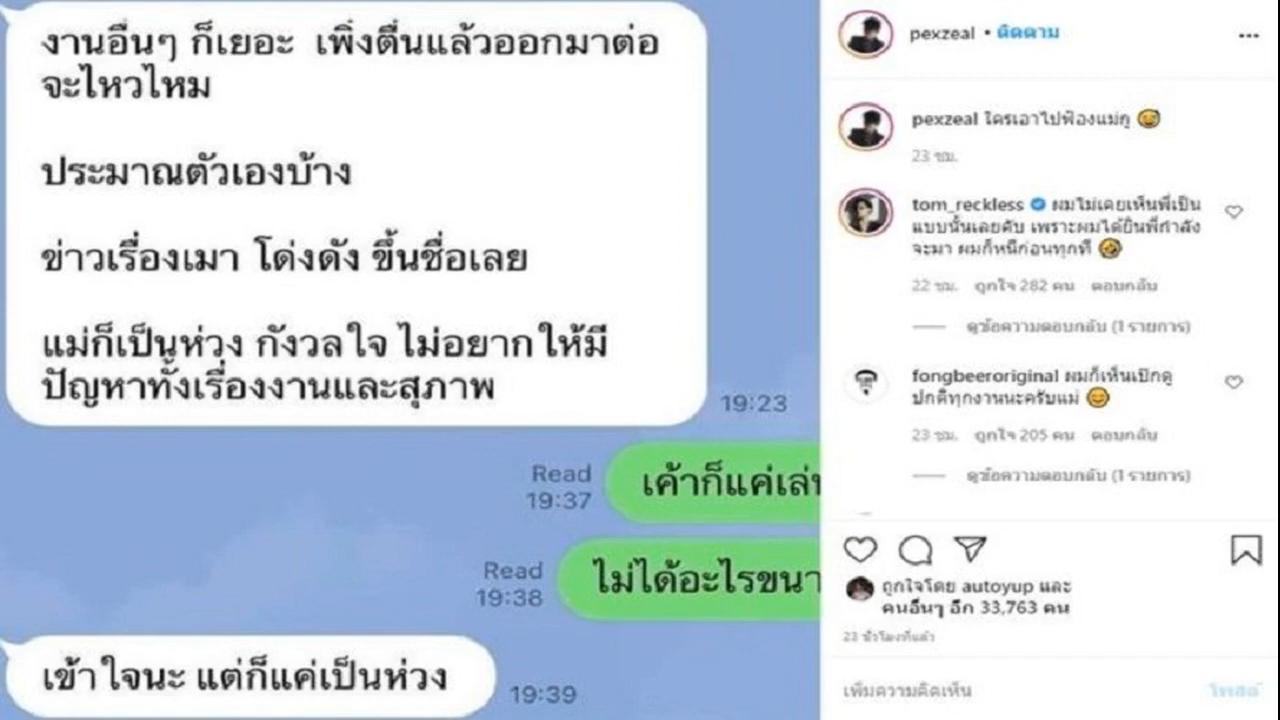 งานอื่นๆ ก็เยอะ เพิ่งตื่นแล้วออกมาต่อ
จะไหวไหม
ประมาณตัวเองบ้าง
ข่าวเรื่องเมา โด่งดัง ขึ้นชื่อเลย
แม่ก็เป็นห่วง กังวลใจ ไม่อยากให้มี
ปัญหาทั้งเรื่องงานและสุภาพ
19:23
Read
19:37
เค้าก็แค่เล่น
Read
19:38
ไม่ได้อะไรขนา
เข้าใจนะ แต่ก็แค่เป็นห่วง
19:39
pexzeal • ติดตาม
pexzeal ใครเอาไปฟ้องแม่กู 😅
23 ชม.
tom_reckless ผมไม่เคยเห็นพี่เป็น
แบบนั้นเลยคับ เพราะผมได้ยินพี่กำลัง
จะมา ผมก็หนีก่อนทุกที 🤣
22 ชม. ถูกใจ 282 คน ตอบกลับ
ดูข้อความตอบกลับ (1 รายการ)
fongbeeroriginal ผมก็เห็นเป๊กดู
ปกติทุกงานนะครับแม่ 😊
23 ชม. ถูกใจ 205 คน ตอบกลับ
ดูข้อความตอบกลับ (1 รายการ)
ถูกใจโดย autoyup และ
คนอื่นๆ อีก 33,763 คน
23 ชั่วโมงที่แล้ว
เพิ่มความคิดเห็น
โพสต์